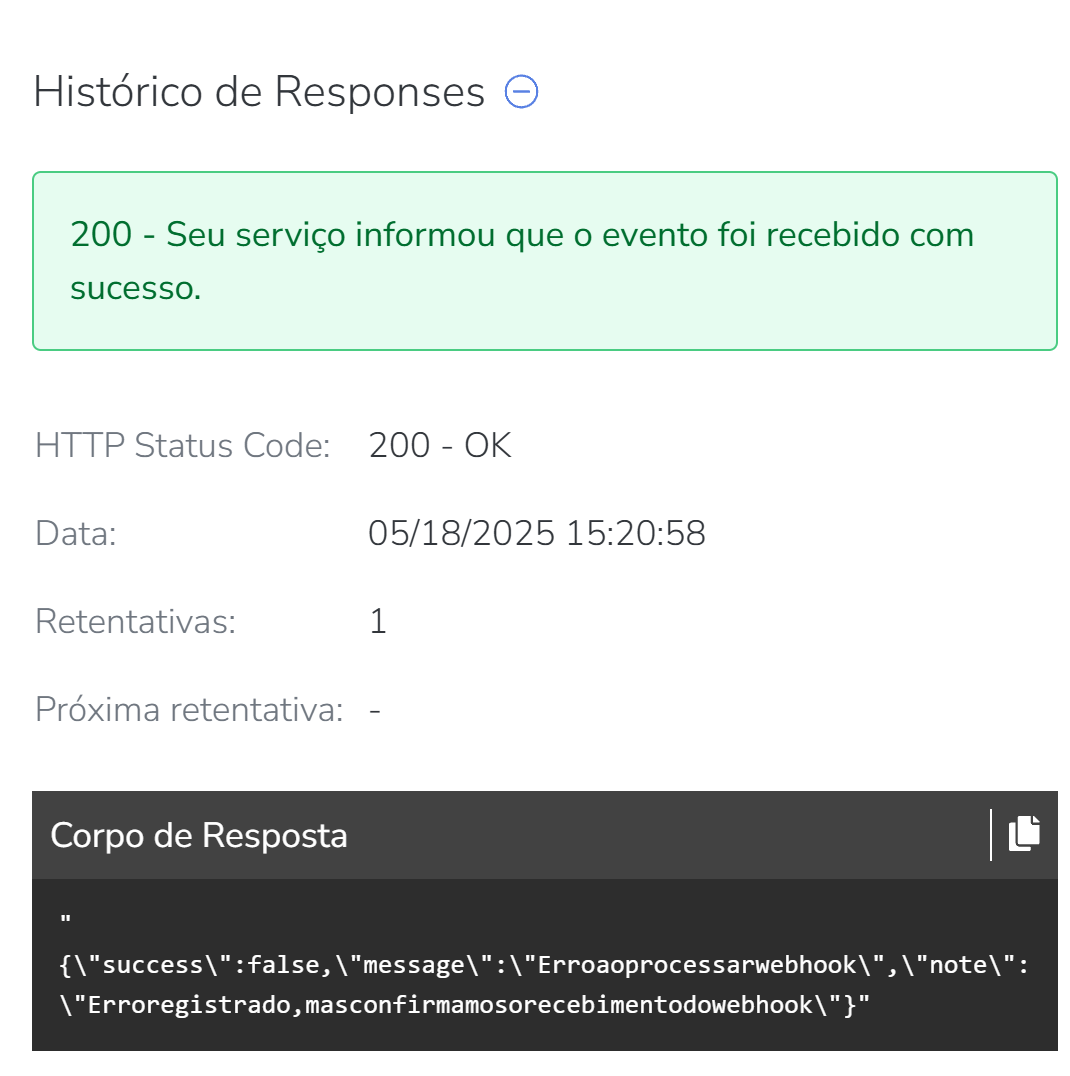 Histórico de Responses
200 - Seu serviço informou que o evento foi recebido com
sucesso.
HTTP Status Code: 200 - OK
Data: 05/18/2025 15:20:58
Retentativas: 1
Próxima retentativa: -
Corpo de Resposta
"
{\"success\":false,\"message\":\"Erroaoprocessarwebhook\",\"note\":
\"Erroregistrado,masconfirmamosorecebimentodowebhook\"}"